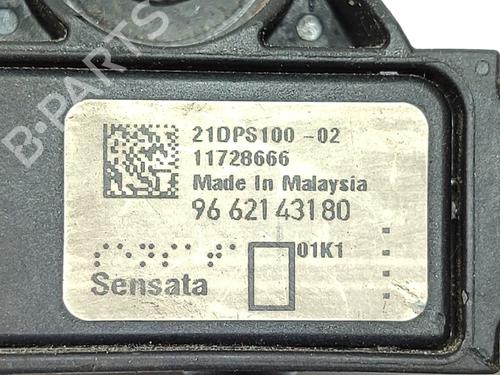 21DPS100-02
11728666
Made In Malaysia
96 621 431 80
01K1
Sensata
B-PARTS